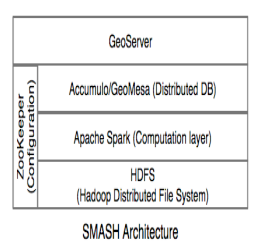 GeoServer
ZooKeeper
(Configuration)
Accumulo/GeoMesa (Distributed DB)
Apache Spark (Computation layer)
HDFS
(Hadoop Distributed File System)
SMASH Architecture